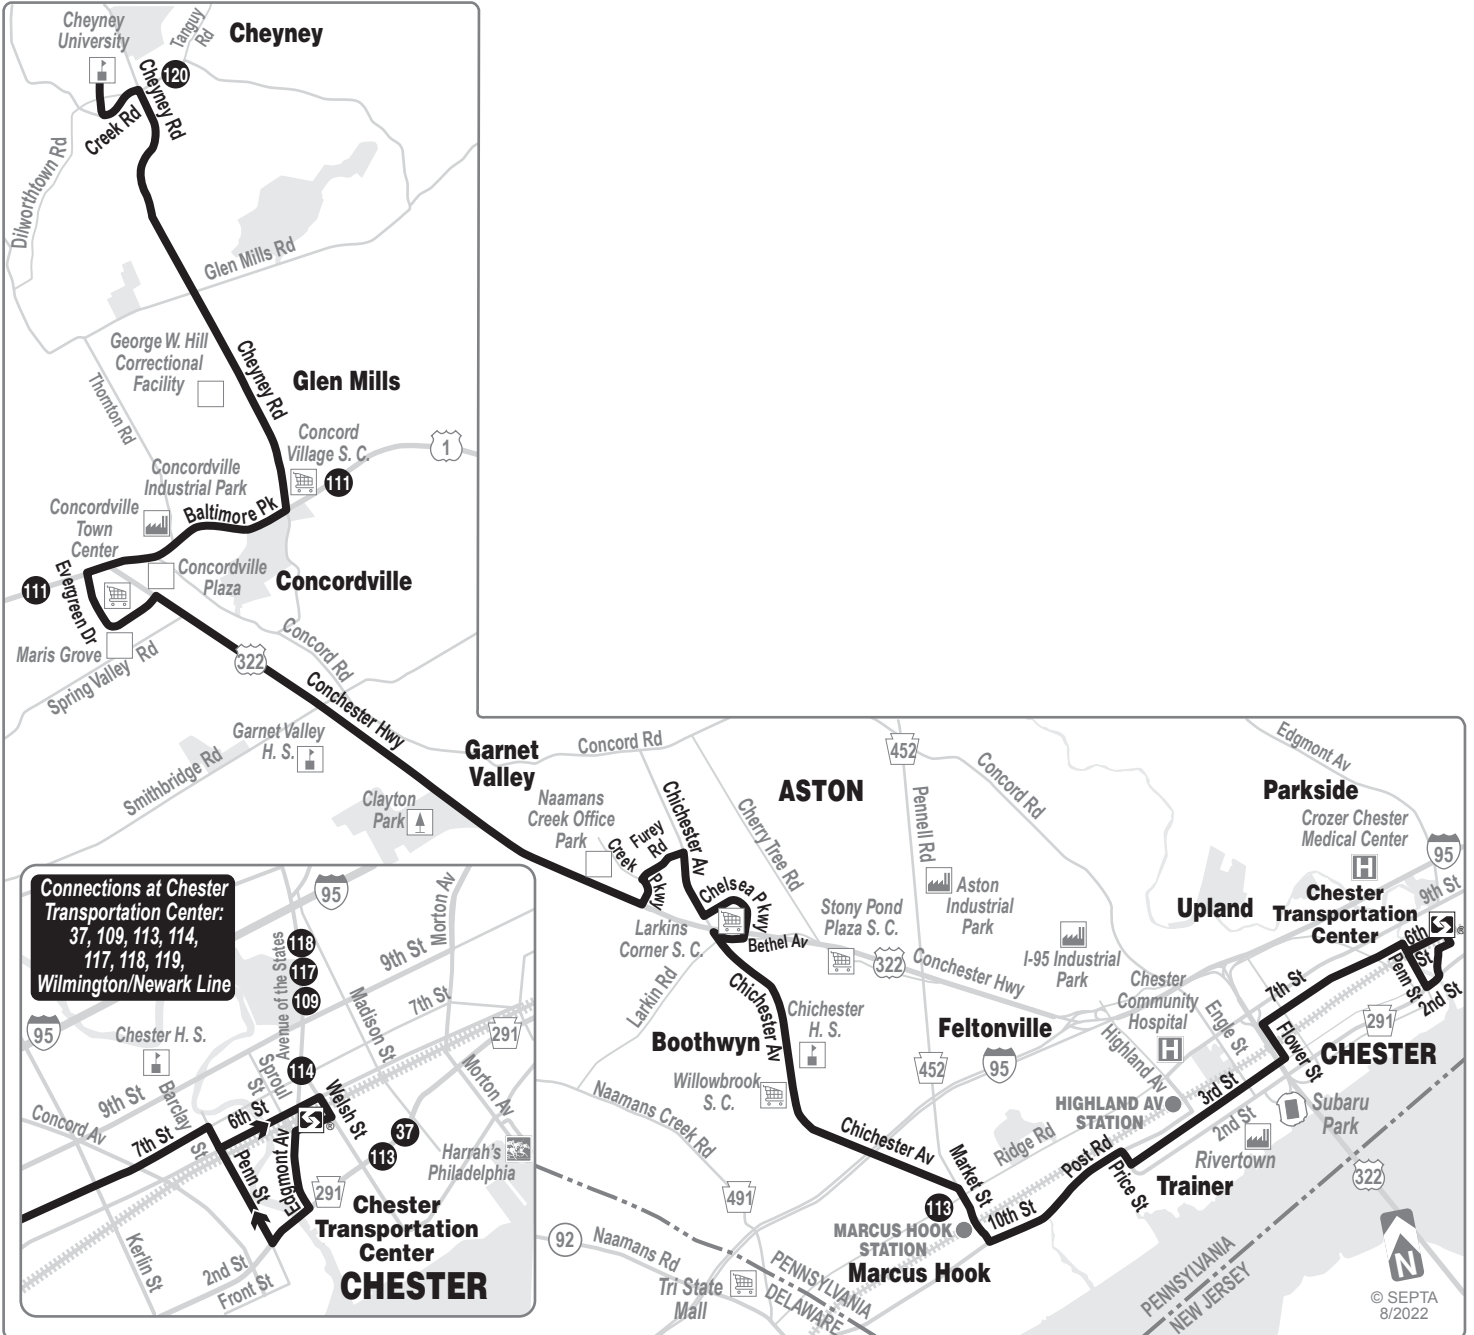 Cheyney
University
Tanguy
Rd
Cheyney
120
Cheyney Rd
Creek Rd
Dilworthtown Rd
Glen Mills Rd
George W. Hill
Correctional
Facility
Cheyney Rd
Glen Mills
Thornton Rd
Concord
Village S. C.
1
111
Concordville
Industrial Park
Baltimore Pk
Concordville
Town
Center
Concordville
Plaza
Concordville
111
Evergreen Dr
Maris Grove
Spring Valley Rd
Concord Rd
322
Conchester Hwy
Garnet Valley
H. S.
Smithbridge Rd
Clayton
Park
Garnet
Valley
Concord Rd
Naamans
Creek Office
Park
Creek
Pkwy
Furey
Rd
Chichester Av
Cherry Tree Rd
ASTON
452
Pennell Rd
Concord Rd
Edgmont Av
Parkside
Crozer Chester
Medical Center
H
95
9th St
Chester
Transportation
Center
®
6th
St
Upland
Chelsea Pkwy
Bethel Av
Larkins
Corner S. C.
Larkin Rd
Stony Pond
Plaza S. C.
322
Conchester Hwy
Aston
Industrial
Park
I-95 Industrial
Park
Chester
Community
Hospital
H
Highland Av
Engle St
7th St
Penn St
2nd St
291
Flower St
CHESTER
Chichester Av
Chichester
H. S.
Boothwyn
Willowbrook
S. C.
Feltonville
452
95
Naamans Creek Rd
Chichester Av
Market St
HIGHLAND AV
STATION
3rd St
2nd St
Subaru
Park
Rivertown
Ridge Rd
Post Rd
Price St
Trainer
322
491
113
MARCUS HOOK
STATION
10th St
Marcus Hook
92
Naamans Rd
Tri State
Mall
PENNSYLVANIA
DELAWARE
PENNSYLVANIA
NEW JERSEY
N
© SEPTA
8/2022
Connections at Chester
Transportation Center:
37, 109, 113, 114,
117, 118, 119,
Wilmington/Newark Line
95
Morton Av
118
117
109
Avenue of the States
9th St
7th St
Madison St
291
95
Chester H. S.
114
Sproul
St
Barclay
St
9th St
Concord Av
7th St
6th St
Welsh St
®
37
113
Morton Av
Harrah's
Philadelphia
Penn St
Edgmont Av
291
Chester
Transportation
Center
CHESTER
Kerlin St
2nd St
Front St